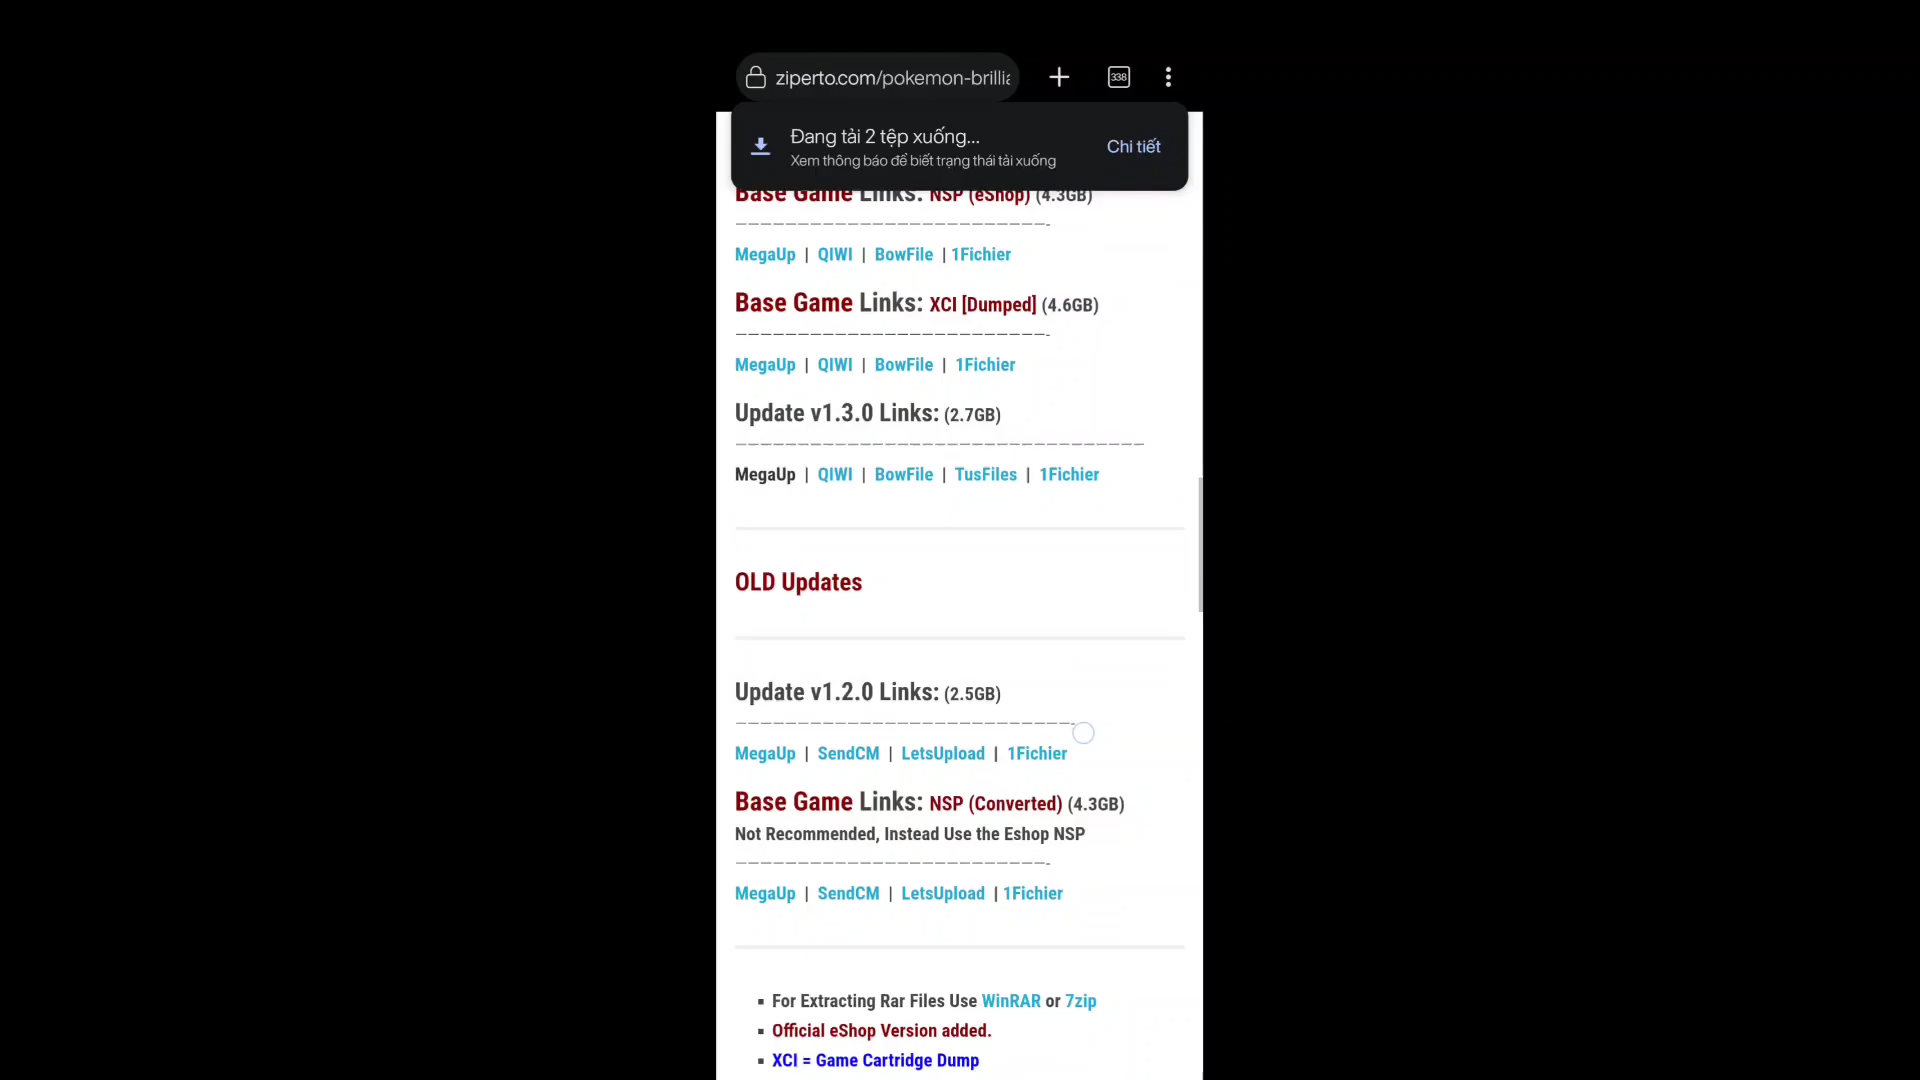 ziperto.com/pokemon-brillia
338
Đang tải 2 tệp xuống...
Xem thông báo để biết trạng thái tải xuống
Chi tiết
Base Game Links: NSP (eShop) (4.3GB)
—————————————————————————-
MegaUp | QIWI | BowFile | 1Fichier
Base Game Links: XCI [Dumped] (4.6GB)
—————————————————————————-
MegaUp | QIWI | BowFile | 1Fichier
Update v1.3.0 Links: (2.7GB)
—————————————————————————————————
MegaUp | QIWI | BowFile | TusFiles | 1Fichier
OLD Updates
Update v1.2.0 Links: (2.5GB)
———————————————————————————-
MegaUp | SendCM | LetsUpload | 1Fichier
Base Game Links: NSP (Converted) (4.3GB)
Not Recommended, Instead Use the Eshop NSP
—————————————————————————-
MegaUp | SendCM | LetsUpload | 1Fichier
▪ For Extracting Rar Files Use WinRAR or 7zip
▪ Official eShop Version added.
▪ XCI = Game Cartridge Dump